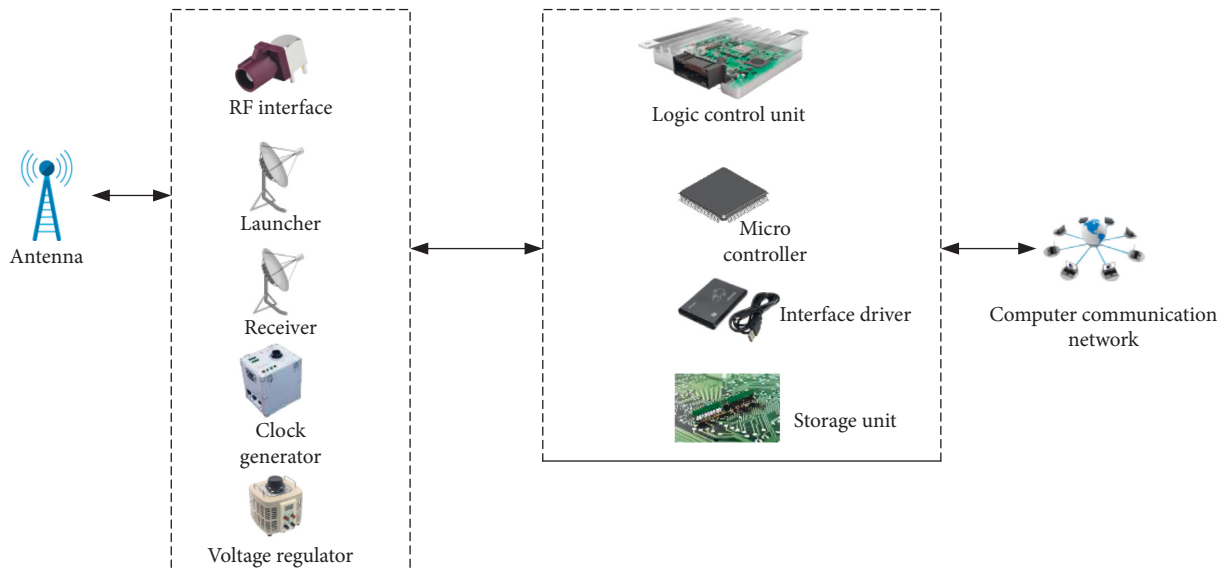 Antenna
RF interface
Launcher
Receiver
Clock
generator
Voltage regulator
Logic control unit
Micro
controller
Interface driver
Storage unit
Computer communication
network